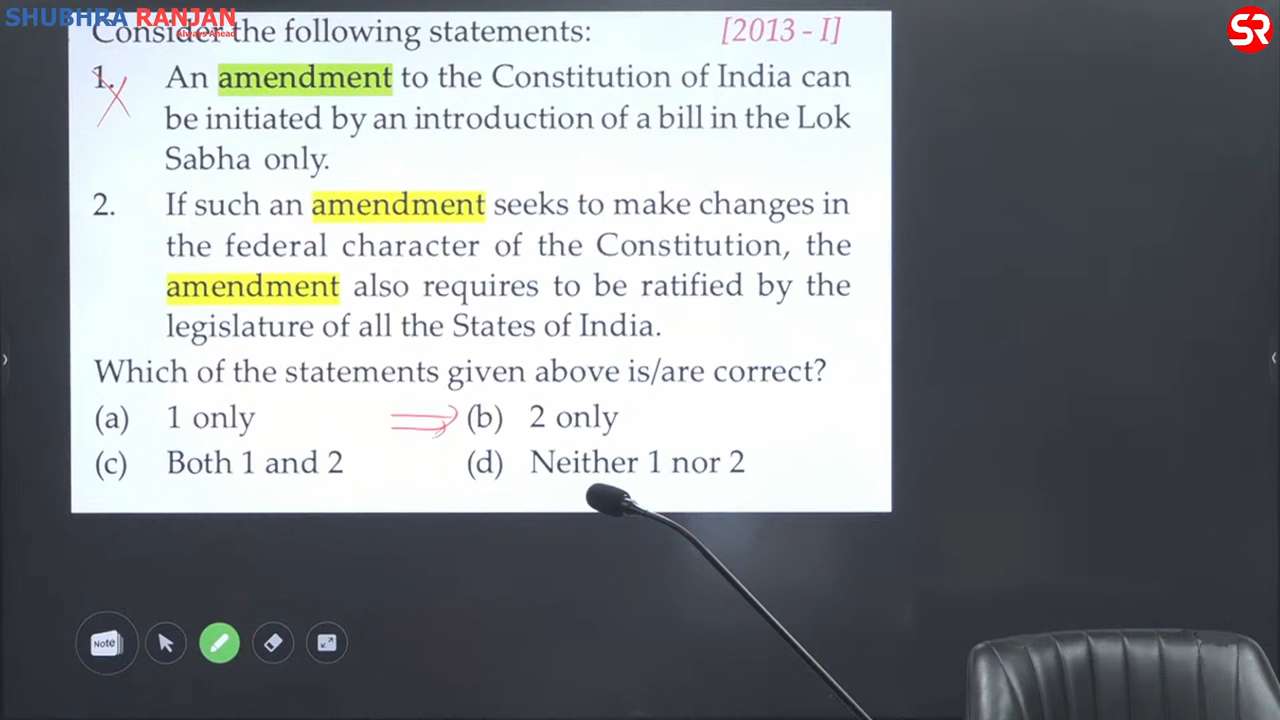 SHUBHRA RANJAN
Always Ahead
SR
Consider the following statements: [2013 - I]
1. An amendment to the Constitution of India can
be initiated by an introduction of a bill in the Lok
Sabha only.
2. If such an amendment seeks to make changes in
the federal character of the Constitution, the
amendment also requires to be ratified by the
legislature of all the States of India.
Which of the statements given above is/are correct?
(a) 1 only (b) 2 only
(c) Both 1 and 2 (d) Neither 1 nor 2
Note